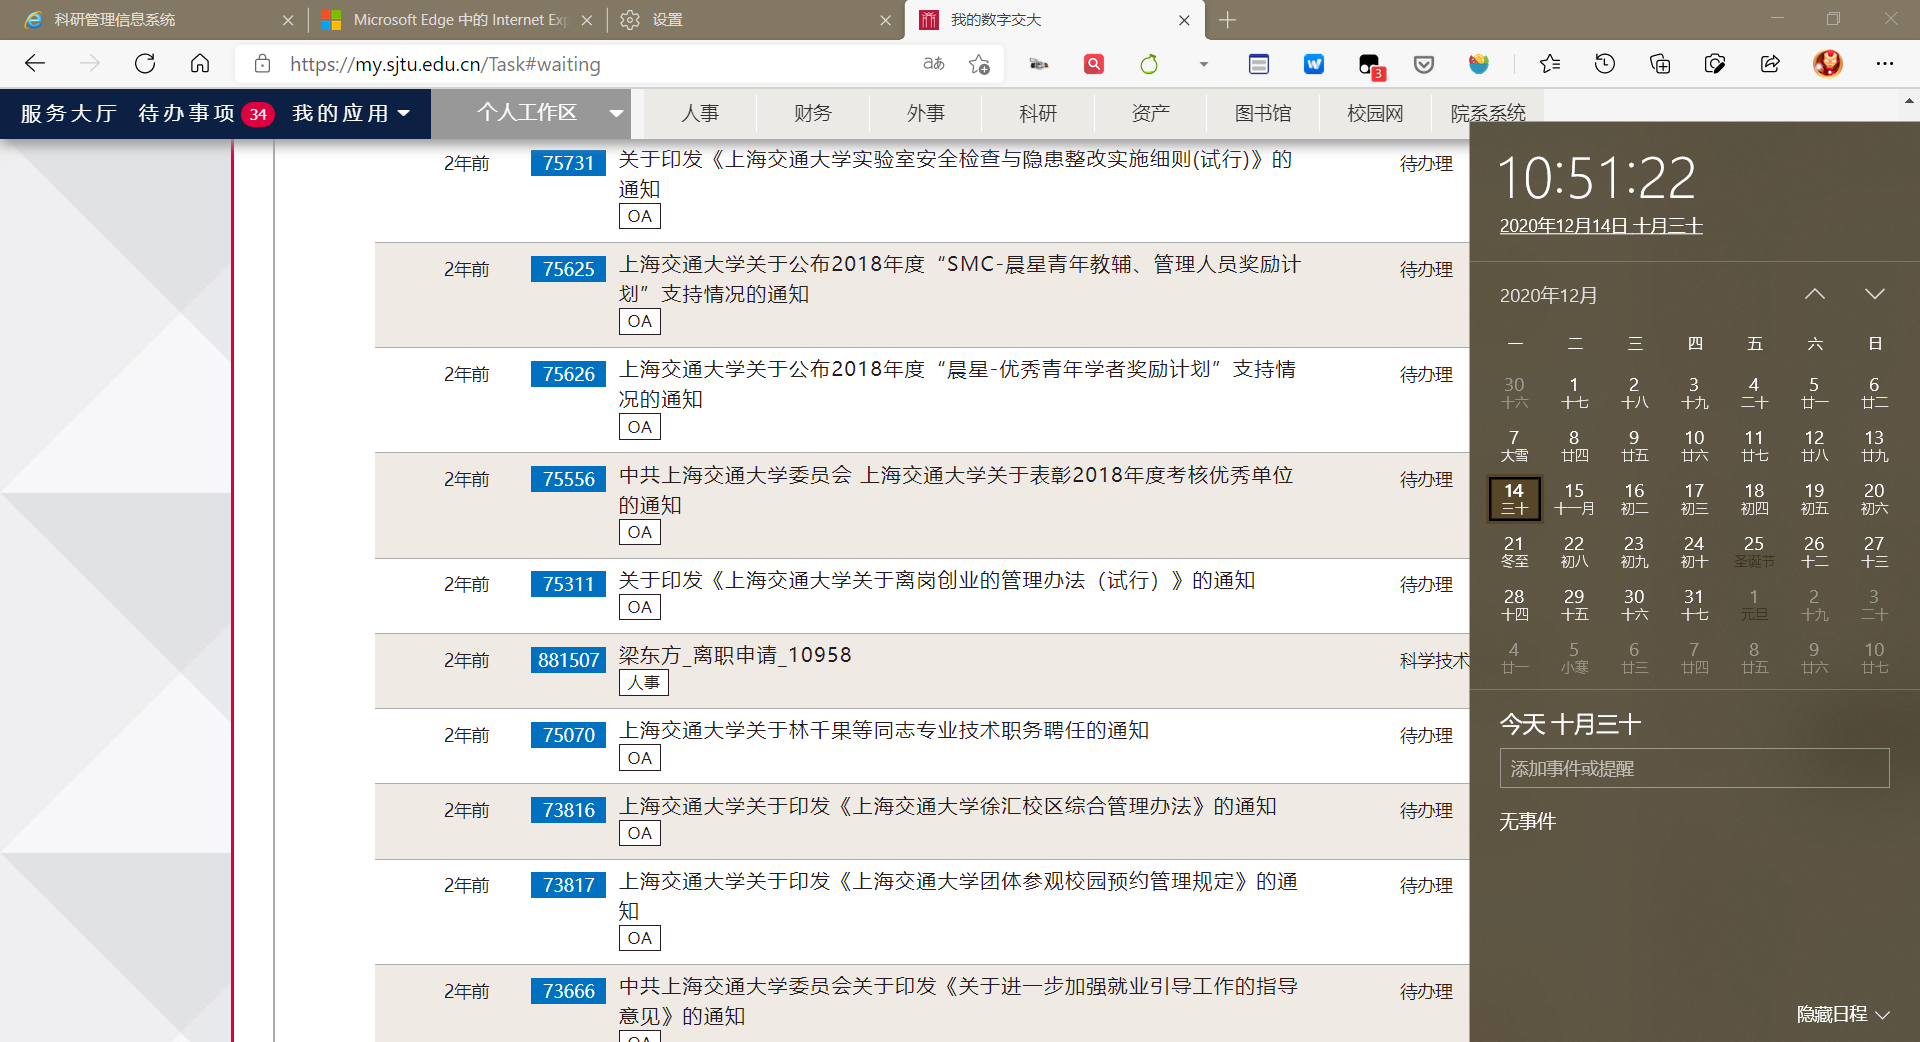 科研管理信息系统
Microsoft Edge 中的 Internet Exp
设置
我的数字交大
https://my.sjtu.edu.cn/Task#waiting
3
服务大厅 待办事项 34 我的应用
个人工作区
人事 财务 外事 科研 资产 图书馆 校园网 院系系统
2年前 75731 关于印发《上海交通大学实验室安全检查与隐患整改实施细则(试行)》的 待办理
通知
OA
2年前 75625 上海交通大学关于公布2018年度“SMC-晨星青年教辅、管理人员奖励计 待办理
划”支持情况的通知
OA
2年前 75626 上海交通大学关于公布2018年度“晨星-优秀青年学者奖励计划”支持情 待办理
况的通知
OA
2年前 75556 中共上海交通大学委员会 上海交通大学关于表彰2018年度考核优秀单位 待办理
的通知
OA
2年前 75311 关于印发《上海交通大学关于离岗创业的管理办法（试行）》的通知 待办理
OA
2年前 881507 梁东方_离职申请_10958 科学技术
人事
2年前 75070 上海交通大学关于林千果等同志专业技术职务聘任的通知 待办理
OA
2年前 73816 上海交通大学关于印发《上海交通大学徐汇校区综合管理办法》的通知 待办理
OA
2年前 73817 上海交通大学关于印发《上海交通大学团体参观校园预约管理规定》的通 待办理
知
OA
2年前 73666 中共上海交通大学委员会关于印发《关于进一步加强就业引导工作的指导 待办理
意见》的通知
OA
10:51:22
2020年12月14日 十月三十
2020年12月
一 二 三 四 五 六 日
30 1 2 3 4 5 6
十六 十七 十八 十九 二十 廿一 廿二
7 8 9 10 11 12 13
大雪 廿四 廿五 廿六 廿七 廿八 廿九
14 15 16 17 18 19 20
三十 十一月 初二 初三 初四 初五 初六
21 22 23 24 25 26 27
冬至 初八 初九 初十 圣诞节 十二 十三
28 29 30 31 1 2 3
十四 十五 十六 十七 元旦 十九 二十
4 5 6 7 8 9 10
廿一 小寒 廿三 廿四 廿五 廿六 廿七
今天 十月三十
添加事件或提醒
无事件
隐藏日程